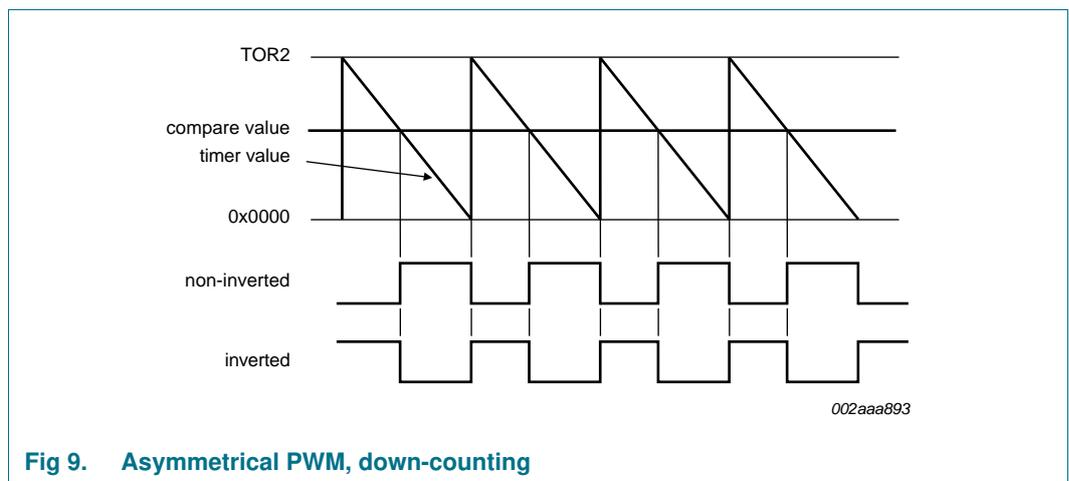 TOR2
compare value
timer value
0x0000
non-inverted
inverted
002aaa893
Fig 9. Asymmetrical PWM, down-counting